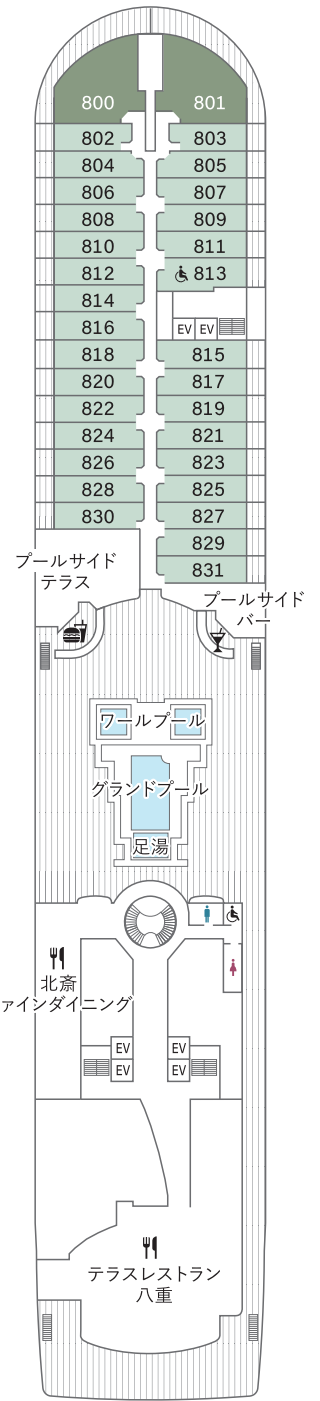 800 801
802 803
804 805
806 807
808 809
810 811
812 813
814
816 EV EV
818 815
820 817
822 819
824 821
826 823
828 825
830 827
829
831
プールサイド
テラス
プールサイド
バー
ワールプール
グランドプール
足湯
北斎
ァインダイニング
EV EV
EV EV
テラスレストラン
八重